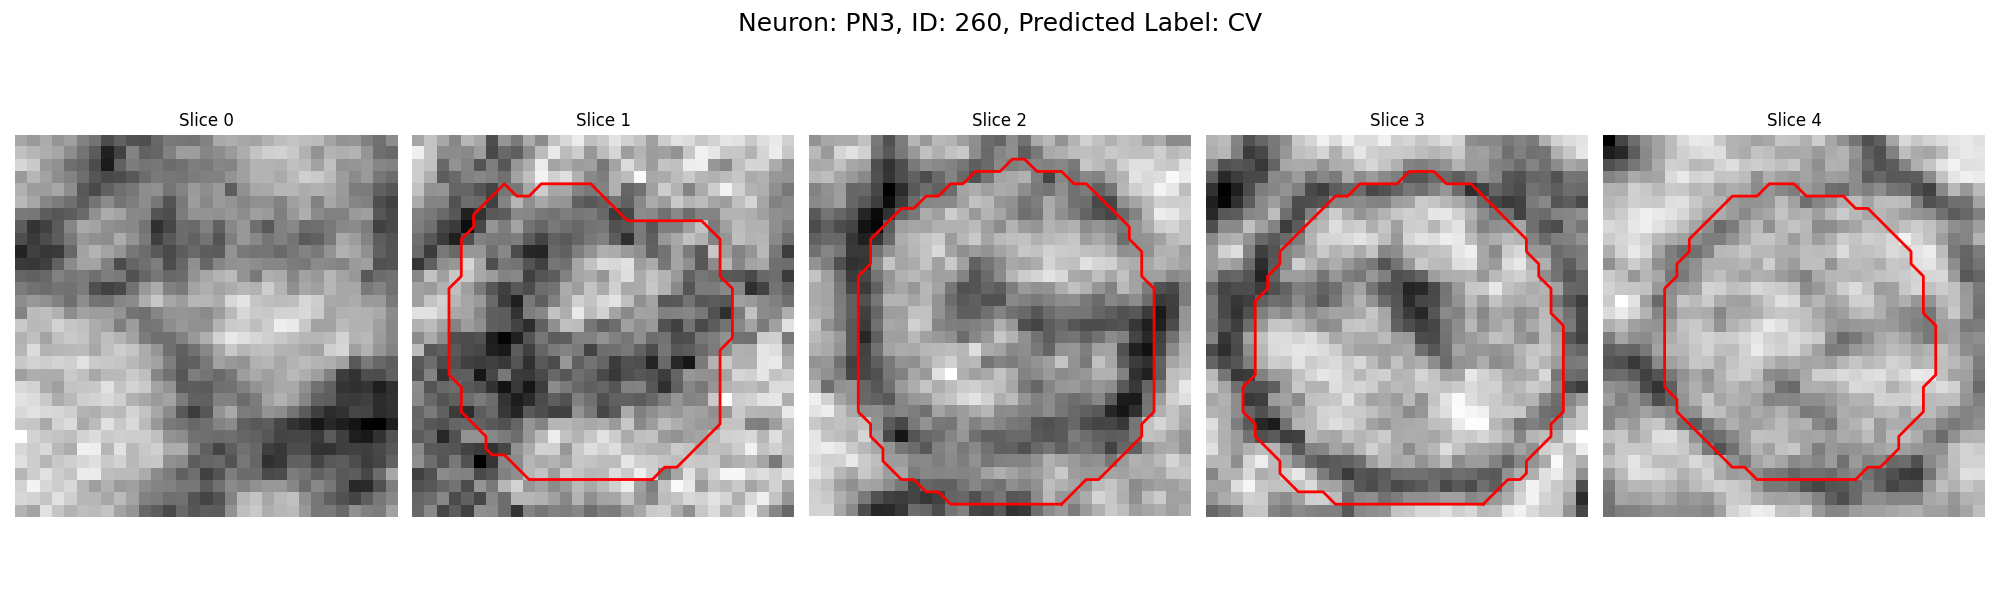 Neuron: PN3, ID: 260, Predicted Label: CV
Slice 0
Slice 1
Slice 2
Slice 3
Slice 4